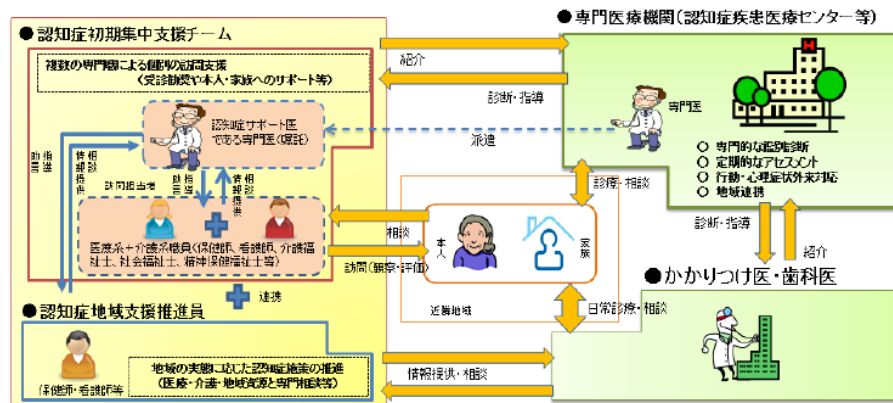 ●認知症初期集中支援チーム
複数の専門職による個別の訪問支援
(受診勧奨や本人・家族へのサポート等)
認知症サポート医
である専門医(嘱託)
指導
助言
相談
情報提供
訪問担当者
指導
助言
相談
情報提供
医療系+介護系職員(保健師、看護師、介護福
祉士、社会福祉士、精神保健福祉士等)
連携
●認知症地域支援推進員
保健師・看護師等
地域の実態に応じた認知症施策の推進
(医療・介護・地域資源と専門相談等)
紹介
診断・指導
派遣
相談
訪問(観察・評価)
本人
家族
近隣地域
診療・相談
日常診療・相談
情報提供・相談
●専門医療機関(認知症疾患医療センター等)
専門医
○ 専門的な鑑別診断
○ 定期的なアセスメント
○ 行動・心理症状外来対応
○ 地域連携
診断・指導
紹介
●かかりつけ医・歯科医